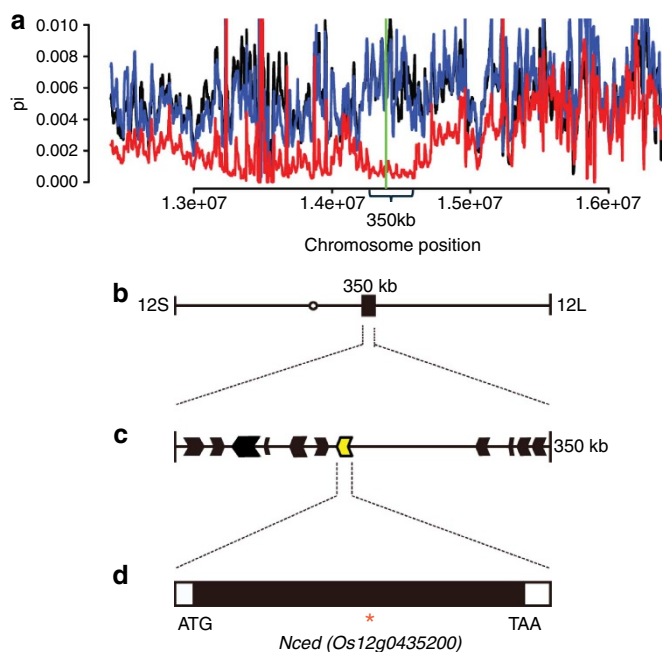 a
0.010
0.008
0.006
0.004
0.002
0.000
pi
1.3e+07 1.4e+07 1.5e+07 1.6e+07
350kb
Chromosome position
b
350 kb
12S 12L
c
350 kb
d
ATG * TAA
Nced (Os12g0435200)